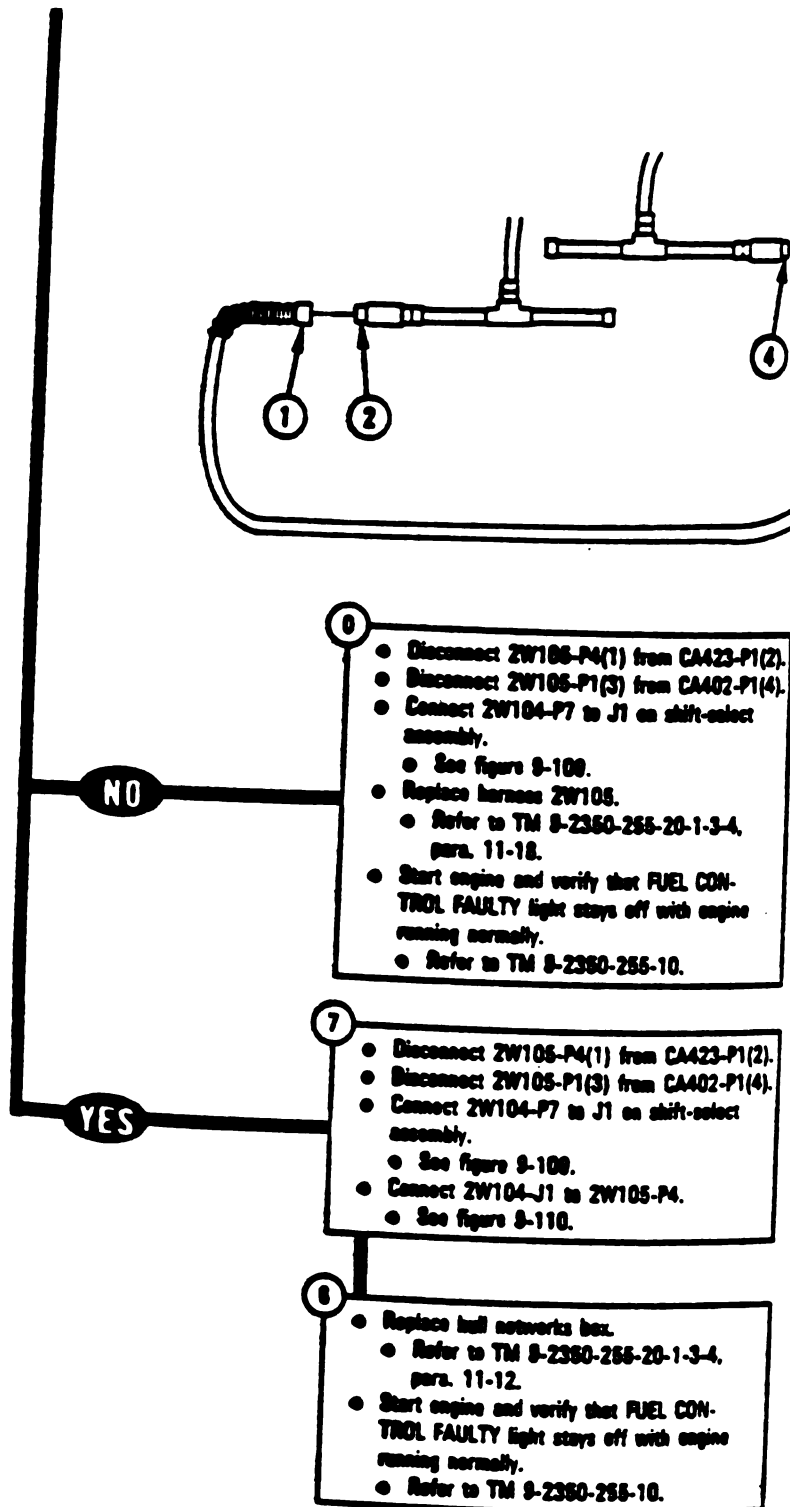 4
1
2
6
• Disconnect 2W105-P4(1) from CA423-P1(2).
• Disconnect 2W105-P1(3) from CA402-P1(4).
• Connect 2W104-P7 to J1 on shift-select
assembly.
• See figure 9-109.
• Replace harness 2W105.
• Refer to TM 9-2350-255-20-1-3-4,
para. 11-18.
• Start engine and verify that FUEL CON-
TROL FAULTY light stays off with engine
running normally.
• Refer to TM 9-2350-255-10.
NO
7
• Disconnect 2W105-P4(1) from CA423-P1(2).
• Disconnect 2W105-P1(3) from CA402-P1(4).
• Connect 2W104-P7 to J1 on shift-select
assembly.
• See figure 9-109.
• Connect 2W104-J1 to 2W105-P4.
• See figure 9-110.
YES
8
• Replace hull networks box.
• Refer to TM 9-2350-255-20-1-3-4,
para. 11-12.
• Start engine and verify that FUEL CON-
TROL FAULTY light stays off with engine
running normally.
• Refer to TM 9-2350-255-10.